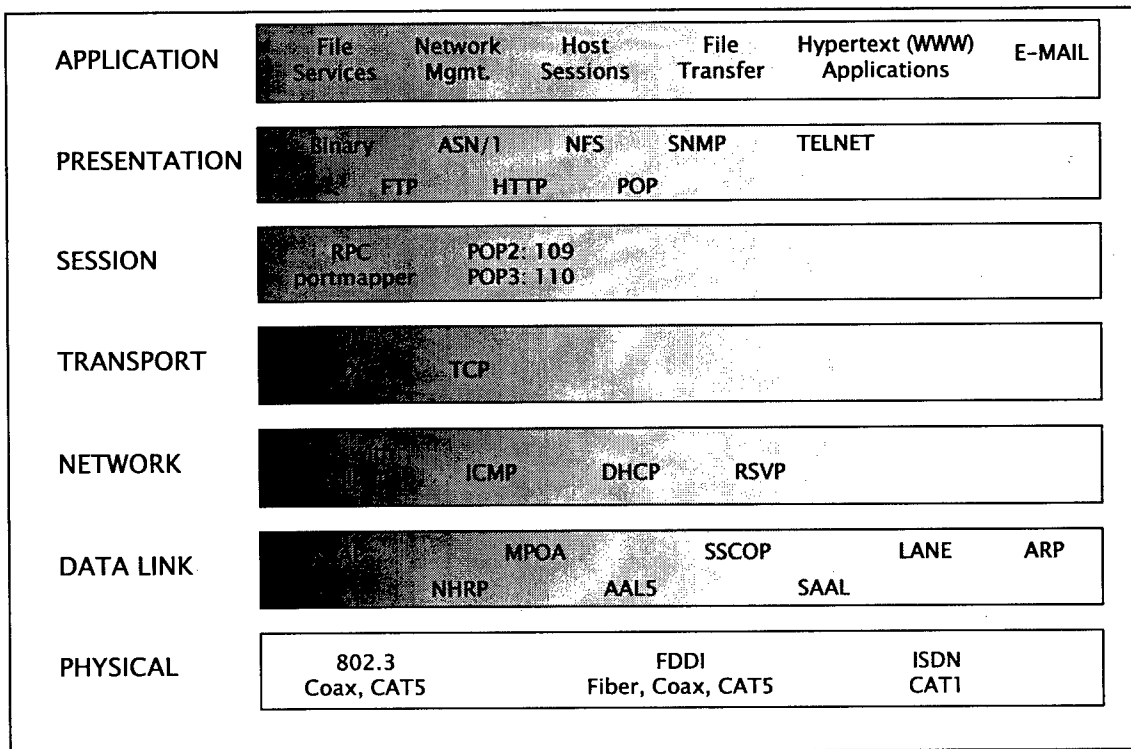 APPLICATION
File Services
Network Mgmt.
Host Sessions
File Transfer
Hypertext (WWW) Applications
E-MAIL
PRESENTATION
Binary ASN/1 NFS SNMP TELNET
FTP HTTP POP
SESSION
RPC portmapper
POP2: 109
POP3: 110
TRANSPORT
TCP
NETWORK
ICMP DHCP RSVP
DATA LINK
MPOA SSCOP LANE ARP
NHRP AAL5 SAAL
PHYSICAL
802.3
Coax, CAT5
FDDI
Fiber, Coax, CAT5
ISDN
CAT1